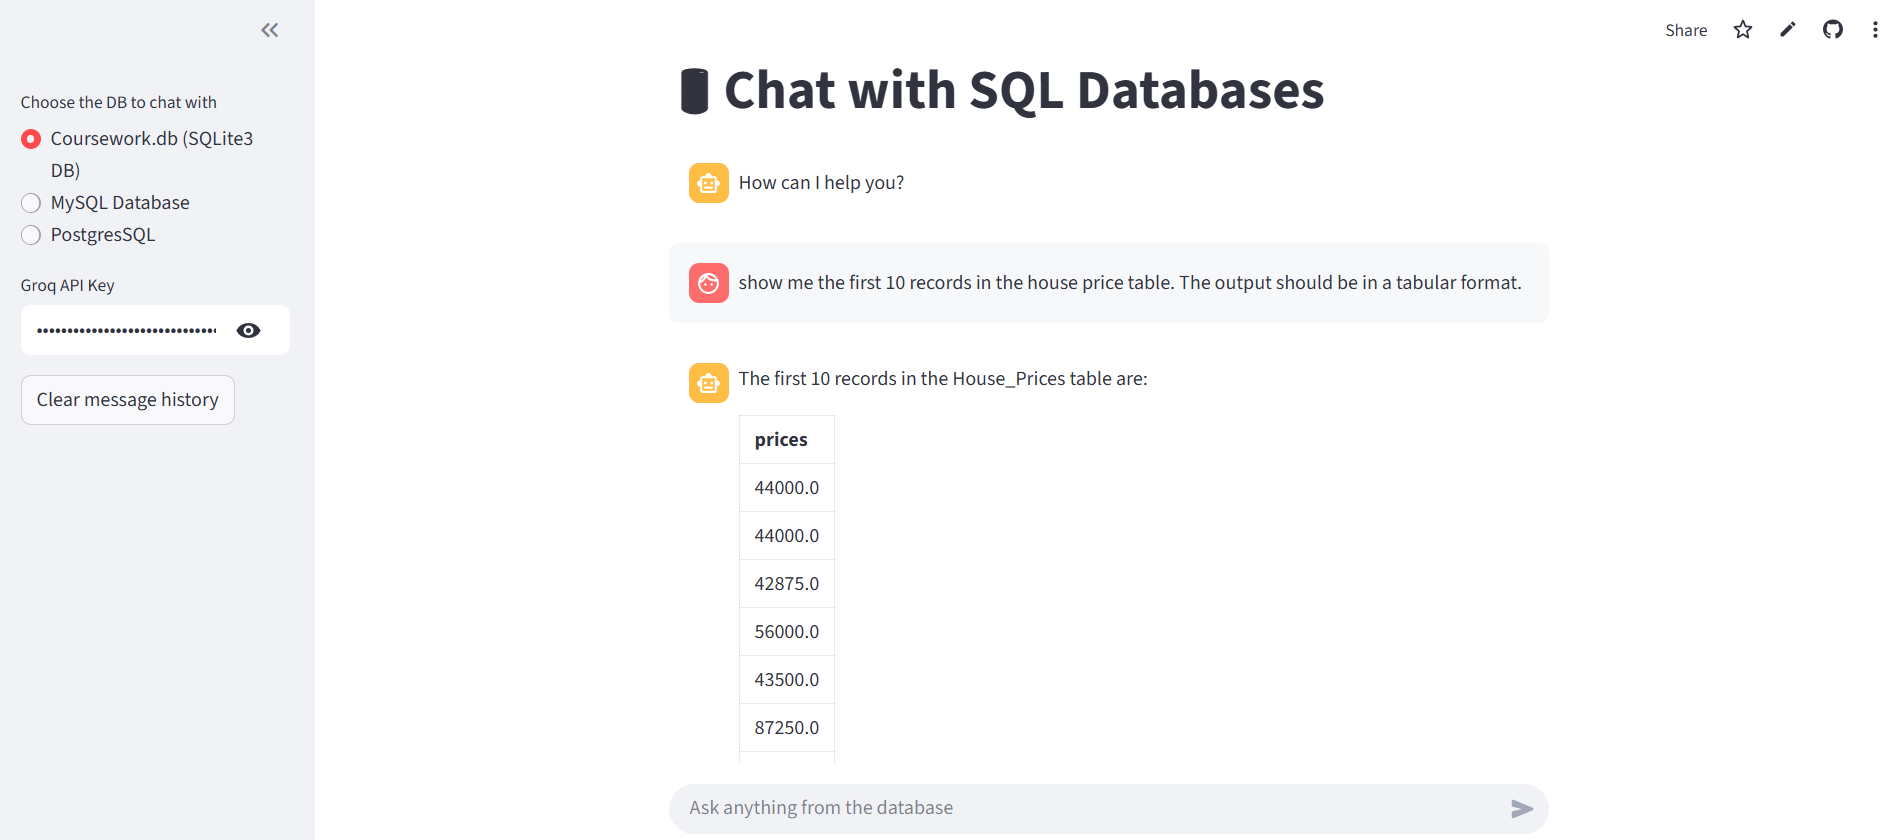 Share
Choose the DB to chat with
Coursework.db (SQLite3
DB)
MySQL Database
PostgresSQL
Groq API Key
Clear message history
Chat with SQL Databases
How can I help you?
show me the first 10 records in the house price table. The output should be in a tabular format.
The first 10 records in the House_Prices table are:
prices
44000.0
44000.0
42875.0
56000.0
43500.0
87250.0
Ask anything from the database